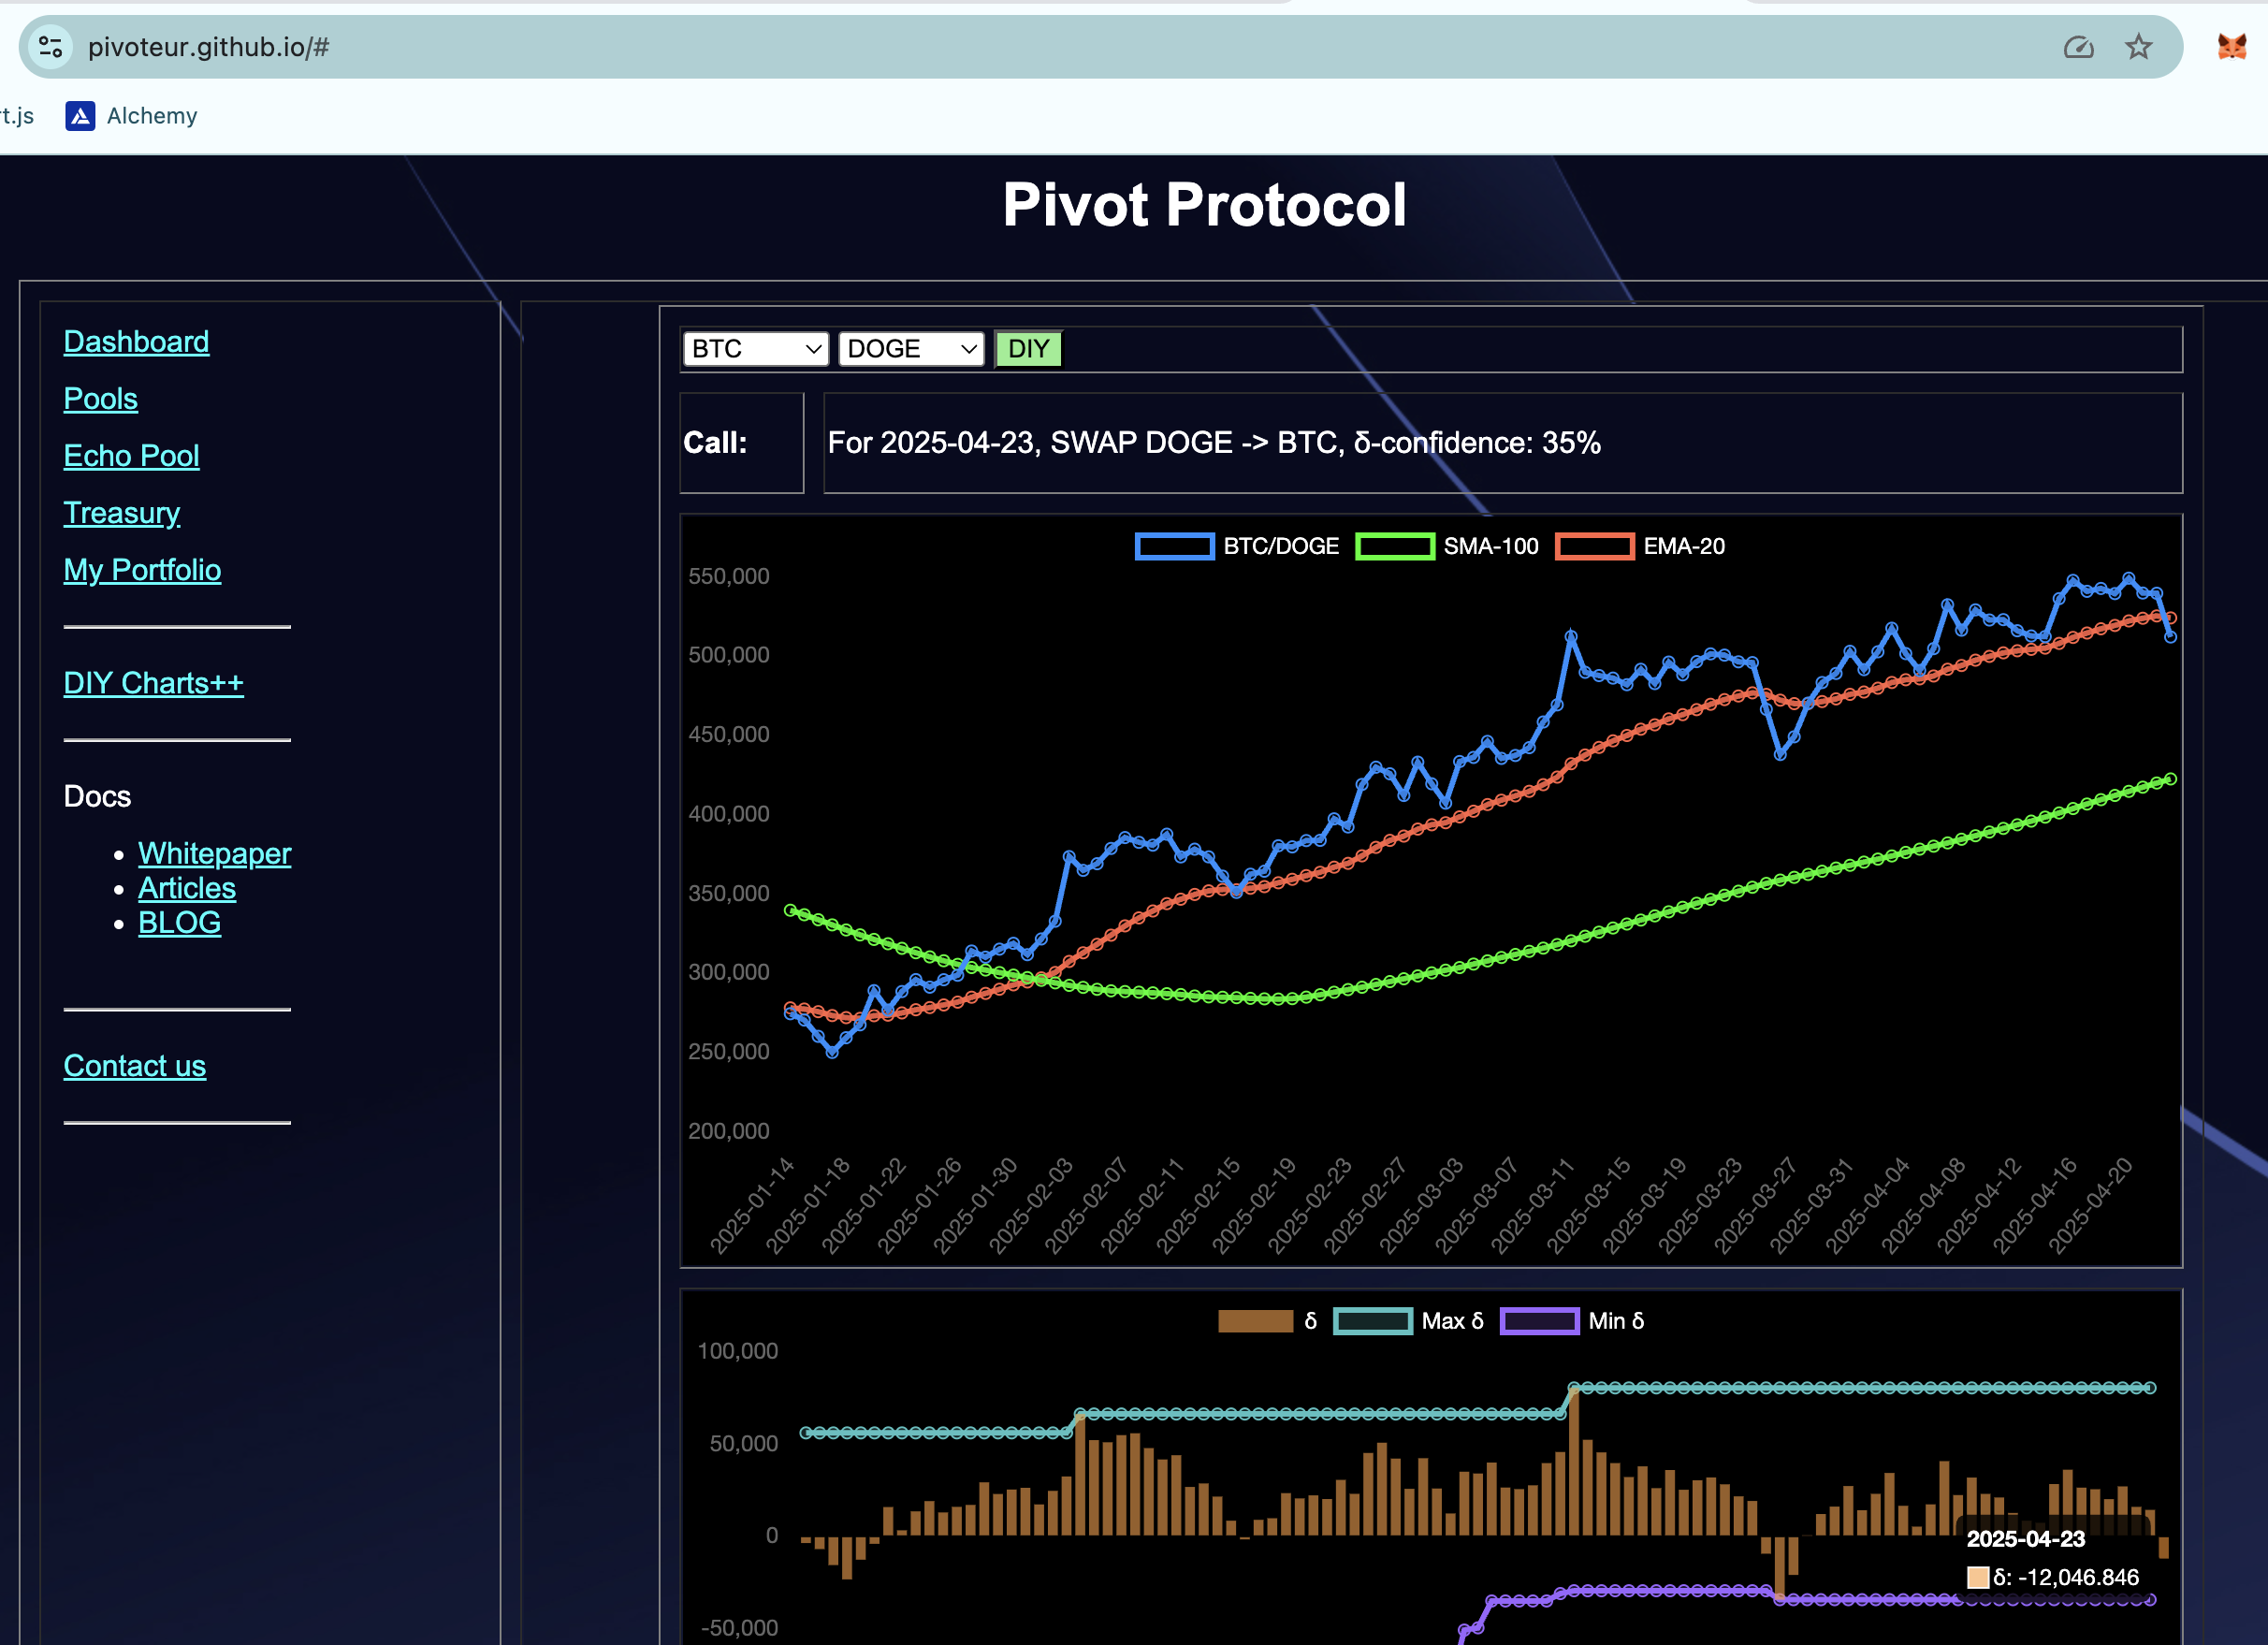 pivoteur.github.io/#
t.js Alchemy
Pivot Protocol
Dashboard
Pools
Echo Pool
Treasury
My Portfolio
DIY Charts++
Docs
Whitepaper
Articles
BLOG
Contact us
BTC DOGE DIY
Call: For 2025-04-23, SWAP DOGE -> BTC, δ-confidence: 35%
BTC/DOGE SMA-100 EMA-20
550,000
500,000
450,000
400,000
350,000
300,000
250,000
200,000
2025-01-14 2025-01-18 2025-01-22 2025-01-26 2025-01-30 2025-02-03 2025-02-07 2025-02-11 2025-02-15 2025-02-19 2025-02-23 2025-02-27 2025-03-03 2025-03-07 2025-03-11 2025-03-15 2025-03-19 2025-03-23 2025-03-27 2025-03-31 2025-04-04 2025-04-08 2025-04-12 2025-04-16 2025-04-20
δ Max δ Min δ
100,000
50,000
0
-50,000
2025-04-23
δ: -12,046.846